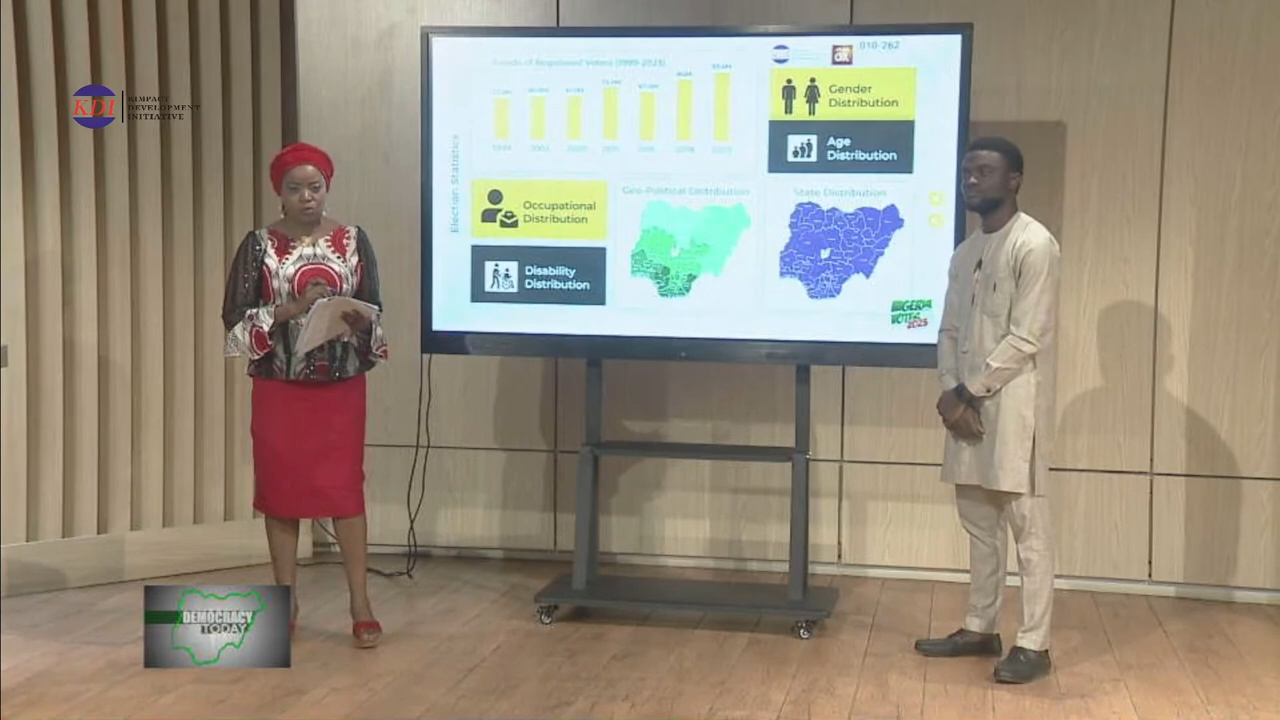 KDI
KIMPACT
DEVELOPMENT
INITIATIVE
Trends of Registered Voters (1999-2023)
Election Statistics
Gender
Distribution
Age
Distribution
Occupational
Distribution
Disability
Distribution
Geo-Political Distribution
State Distribution
NIGERIA
VOTES
2023
DEMOCRACY
TODAY